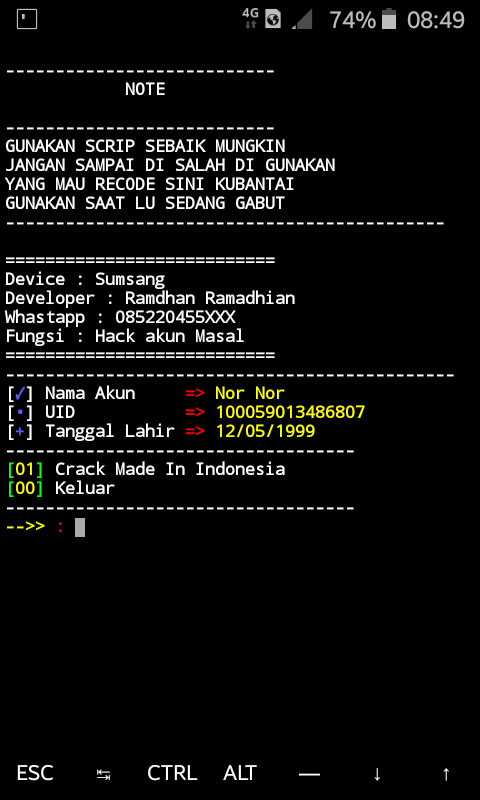 4G 74% 08:49
---------------------------
NOTE
---------------------------
GUNAKAN SCRIP SEBAIK MUNGKIN
JANGAN SAMPAI DI SALAH DI GUNAKAN
YANG MAU RECODE SINI KUBANTAI
GUNAKAN SAAT LU SEDANG GABUT
--------------------------------------------
===========================
Device : Sumsang
Developer : Ramdhan Ramadhian
Whastapp : 085220455XXX
Fungsi : Hack akun Masal
===========================
---------------------------------------------
[✓] Nama Akun => Nor Nor
[•] UID => 100059013486807
[+] Tanggal Lahir => 12/05/1999
-----------------------------------
[01] Crack Made In Indonesia
[00] Keluar
-----------------------------------
-->> :
ESC ↹ CTRL ALT — ↓ ↑